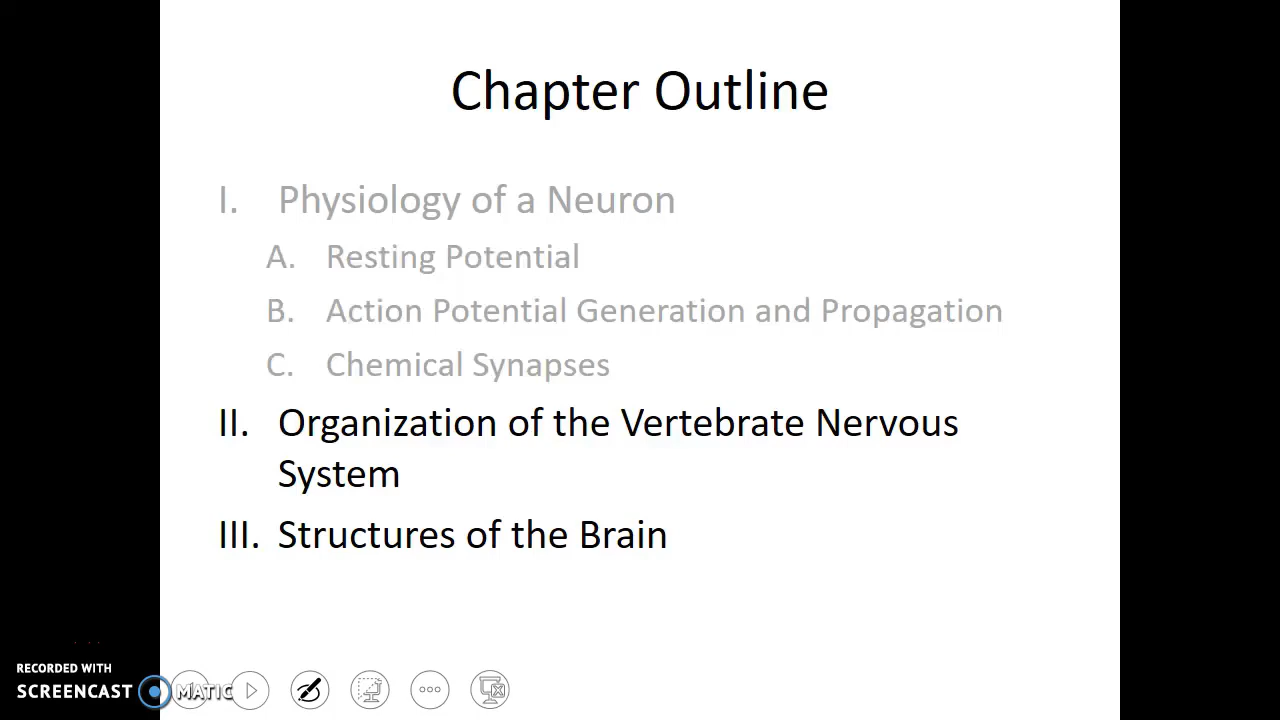 Chapter Outline
I. Physiology of a Neuron
A. Resting Potential
B. Action Potential Generation and Propagation
C. Chemical Synapses
II. Organization of the Vertebrate Nervous
System
III. Structures of the Brain
RECORDED WITH
SCREENCAST MATIC